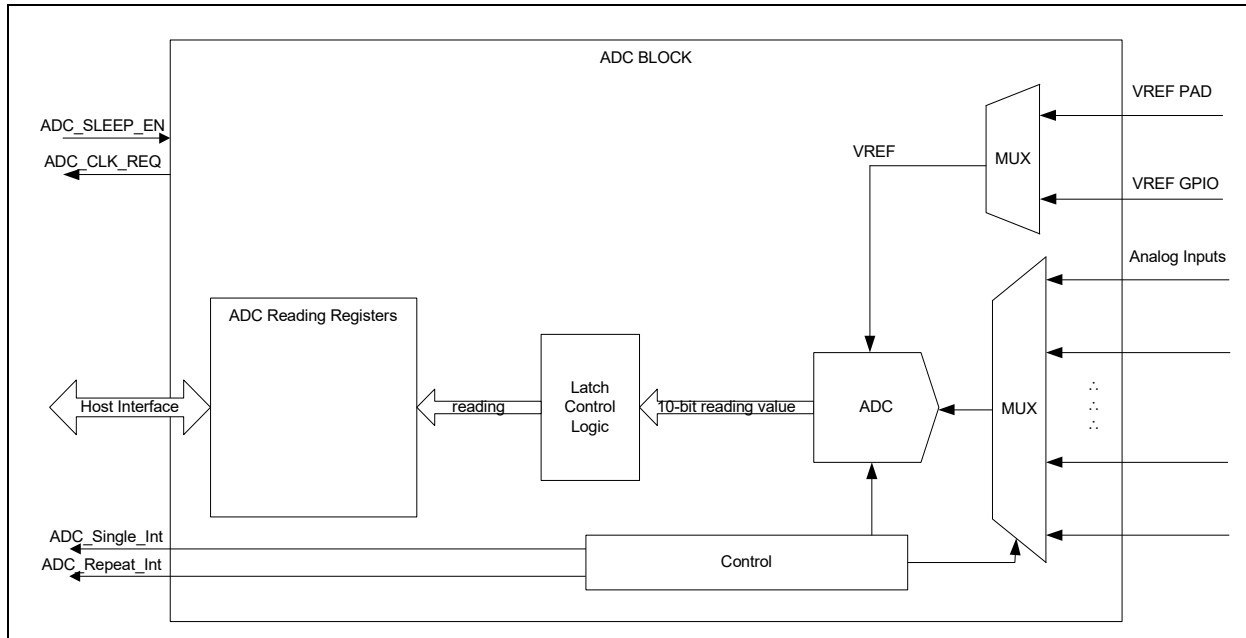 ADC BLOCK
ADC_SLEEP_EN
ADC_CLK_REQ
VREF PAD
MUX
VREF
VREF GPIO
Analog Inputs
ADC Reading Registers
Host Interface
reading
Latch
Control
Logic
10-bit reading value
ADC
MUX
ADC_Single_Int
ADC_Repeat_Int
Control